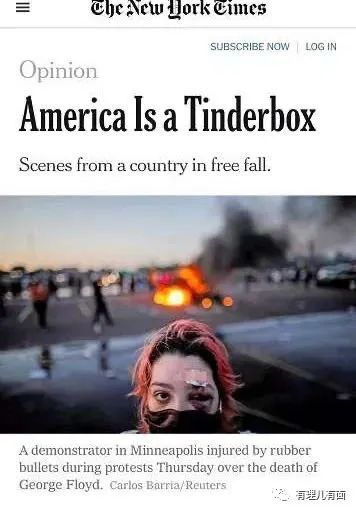 The New York Times
SUBSCRIBE NOW | LOG IN
Opinion
America Is a Tinderbox
Scenes from a country in free fall.
A demonstrator in Minneapolis injured by rubber
bullets during protests Thursday over the death of
George Floyd. Carlos Barria/Reuters
有理儿有面